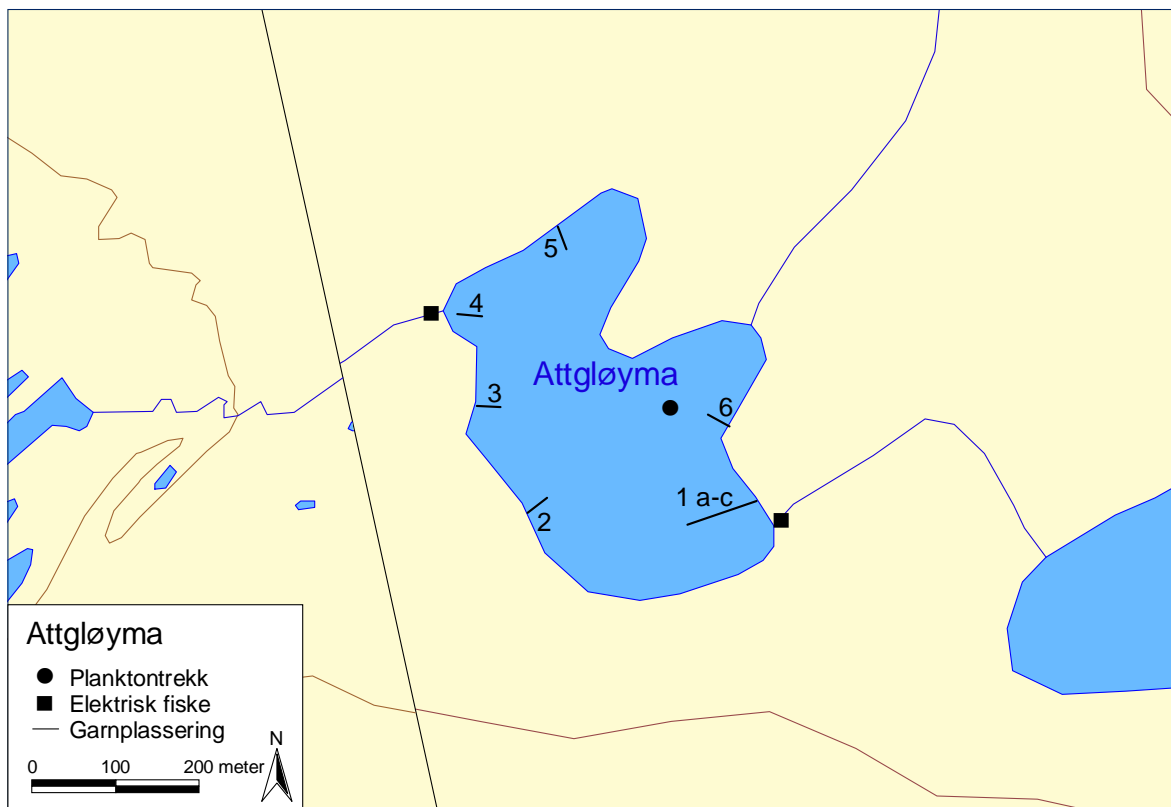 5
4
Attgløyma
3
6
1 a-c
2
Attgløyma
Planktontrekk
Elektrisk fiske
Garnplassering
N
0 100 200 meter